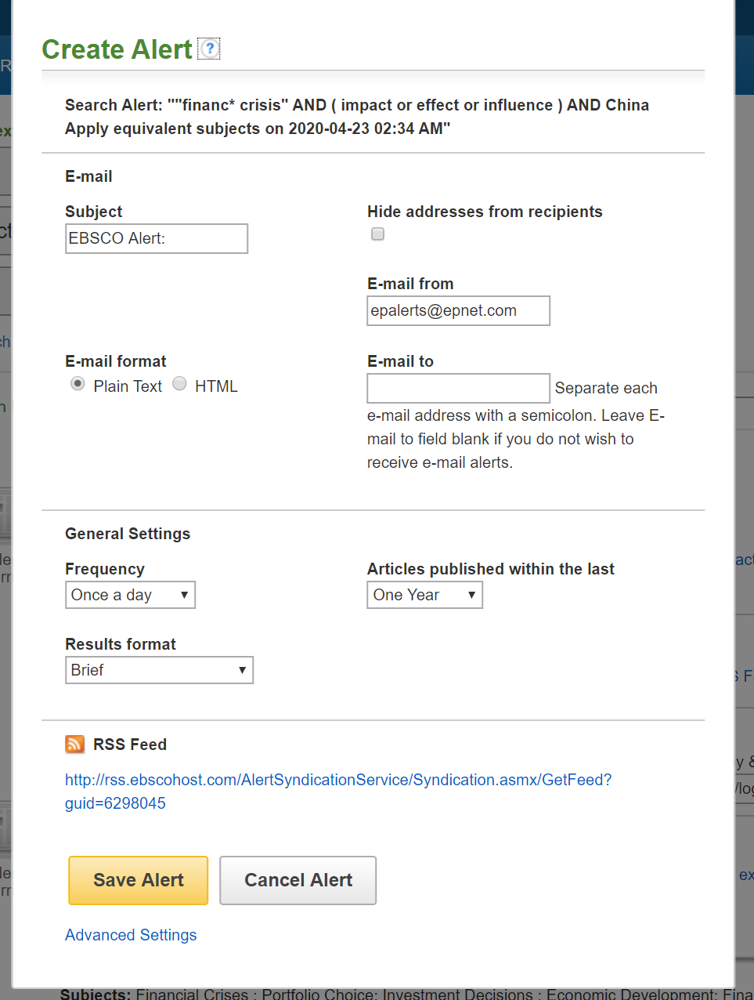 Create Alert ?
Search Alert: ""financ* crisis" AND ( impact or effect or influence ) AND China
Apply equivalent subjects on 2020-04-23 02:34 AM"
E-mail
Subject
Hide addresses from recipients
EBSCO Alert:
E-mail from
epalerts@epnet.com
E-mail format
E-mail to
Plain Text HTML
Separate each
e-mail address with a semicolon. Leave E-
mail to field blank if you do not wish to
receive e-mail alerts.
General Settings
Frequency
Articles published within the last
Once a day
One Year
Results format
Brief
RSS Feed
http://rss.ebscohost.com/AlertSyndicationService/Syndication.asmx/GetFeed?
guid=6298045
Save Alert
Cancel Alert
Advanced Settings
Subjects: Financial Crises ; Portfolio Choice; Investment Decisions ; Economic Development; Fina